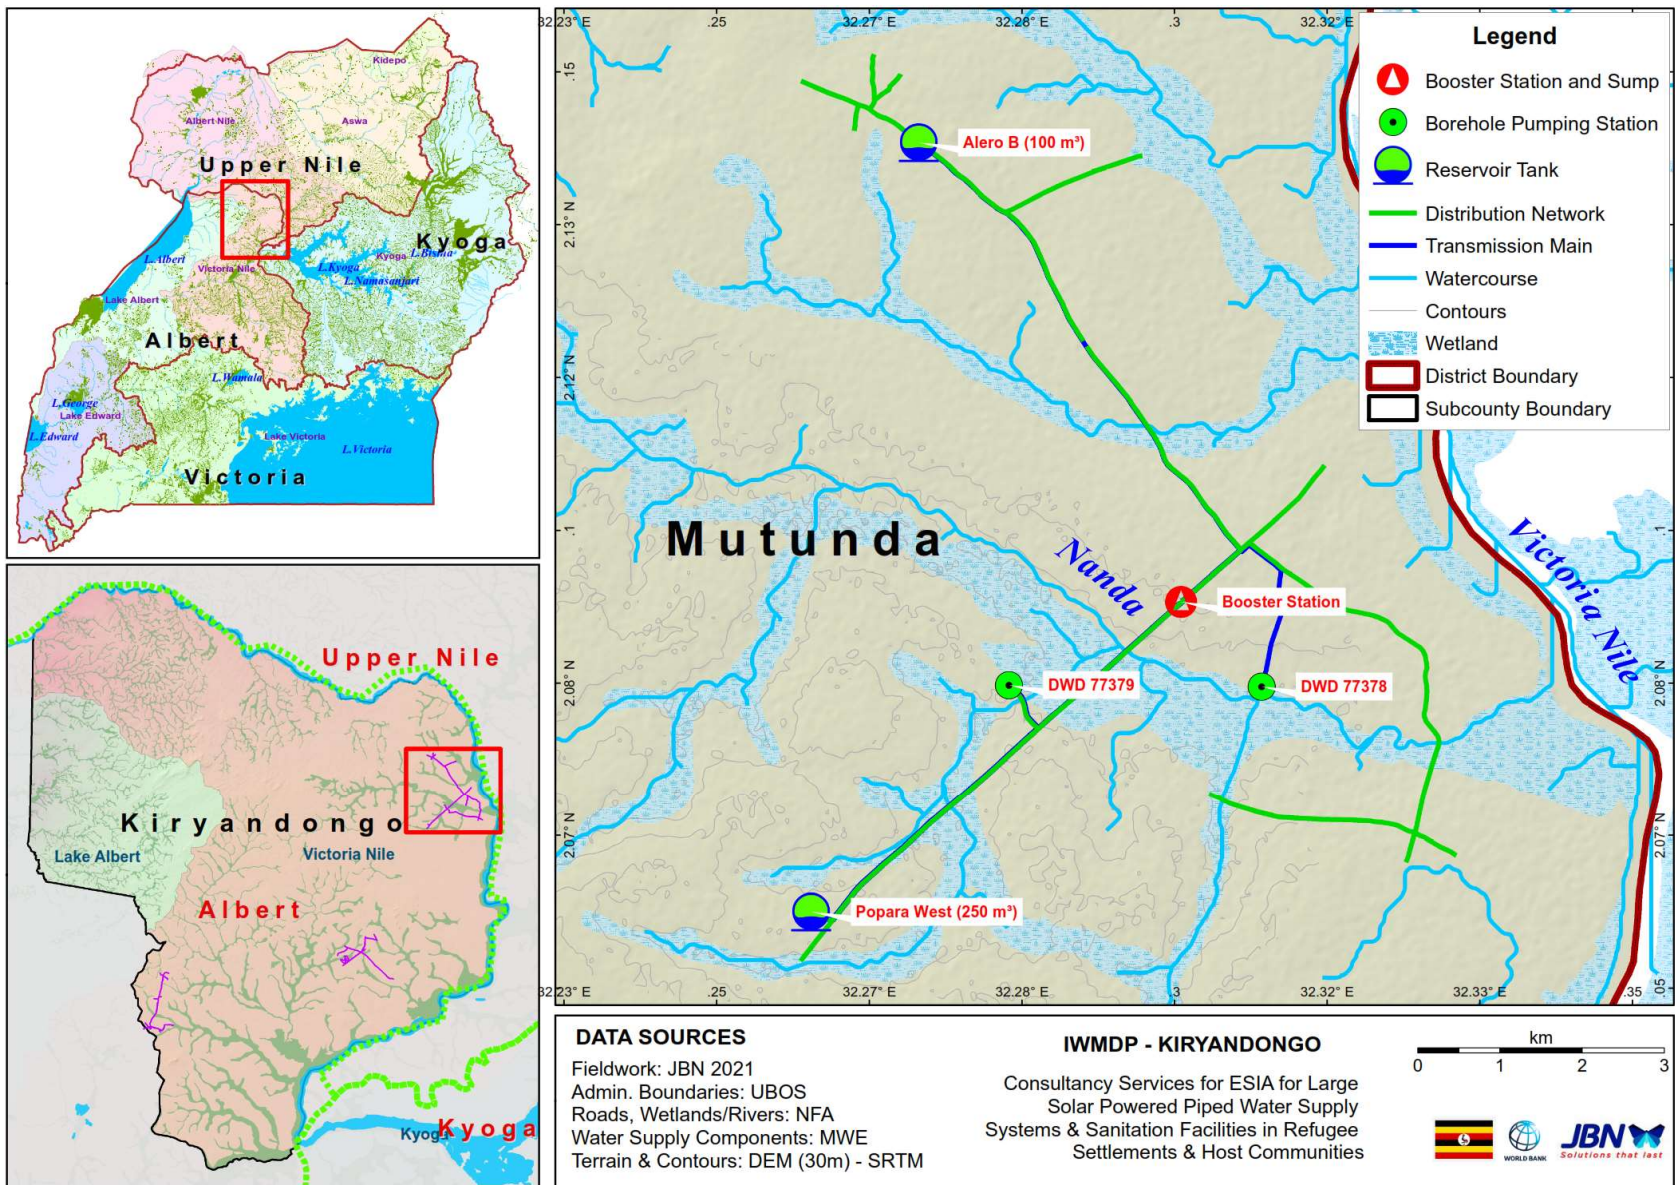 Kidepo
Albert Nile
Aswa
Upper Nile
Kyoga
L.Albert
L.Kyoga
Kyoga
L.Bisina
Victoria Nile
L.Namasanjart
Lake Albert
Albert
L.Wamala
L.George
Lake Edward
L.Edward
Lake Victoria
L.Victoria
Victoria
Upper Nile
Kiryandongo
Lake Albert
Victoria Nile
Albert
Kyoga
Kyoga
32.23° E
.25
32.27° E
32.28° E
.3
32.32° E
.15
2.13° N
2.12° N
.1
2.08° N
2.07° N
Alero B (100 m³)
Mutunda
Nanda
Booster Station
DWD 77379
DWD 77378
Popara West (250 m³)
Victoria Nile
.1
2.08° N
2.07° N
.05
32.23° E
.25
32.27° E
32.28° E
.3
32.32° E
32.33° E
.35
Legend
Booster Station and Sump
Borehole Pumping Station
Reservoir Tank
Distribution Network
Transmission Main
Watercourse
Contours
Wetland
District Boundary
Subcounty Boundary
DATA SOURCES
Fieldwork: JBN 2021
Admin. Boundaries: UBOS
Roads, Wetlands/Rivers: NFA
Water Supply Components: MWE
Terrain & Contours: DEM (30m) - SRTM
IWMDP - KIRYANDONGO
Consultancy Services for ESIA for Large
Solar Powered Piped Water Supply
Systems & Sanitation Facilities in Refugee
Settlements & Host Communities
km
0 1 2 3
WORLD BANK
JBN
Solutions that last